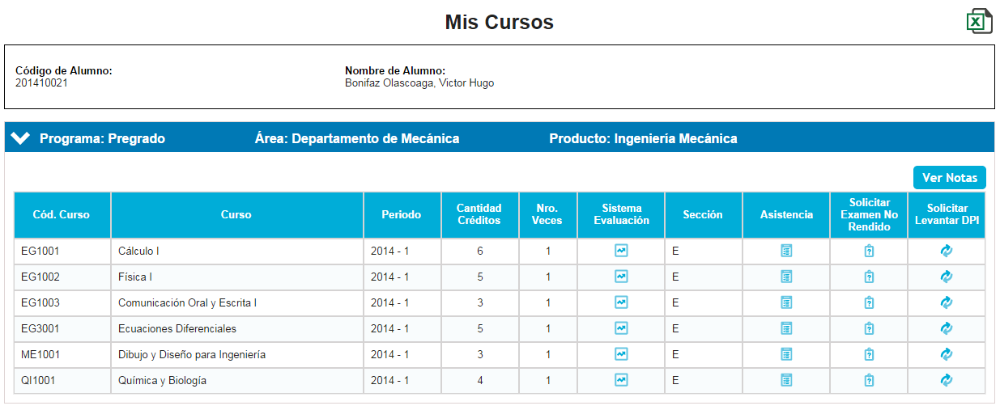 Mis Cursos
Código de Alumno: Nombre de Alumno:
201410021 Bonifaz Olascoaga, Victor Hugo
Programa: Pregrado Área: Departamento de Mecánica Producto: Ingeniería Mecánica
Ver Notas
Cód. Curso Curso Periodo Cantidad Créditos Nro. Veces Sistema Evaluación Sección Asistencia Solicitar Examen No Rendido Solicitar Levantar DPI
EG1001 Cálculo I 2014 - 1 6 1 E
EG1002 Física I 2014 - 1 5 1 E
EG1003 Comunicación Oral y Escrita I 2014 - 1 3 1 E
EG3001 Ecuaciones Diferenciales 2014 - 1 5 1 E
ME1001 Dibujo y Diseño para Ingeniería 2014 - 1 3 1 E
QI1001 Química y Biología 2014 - 1 4 1 E